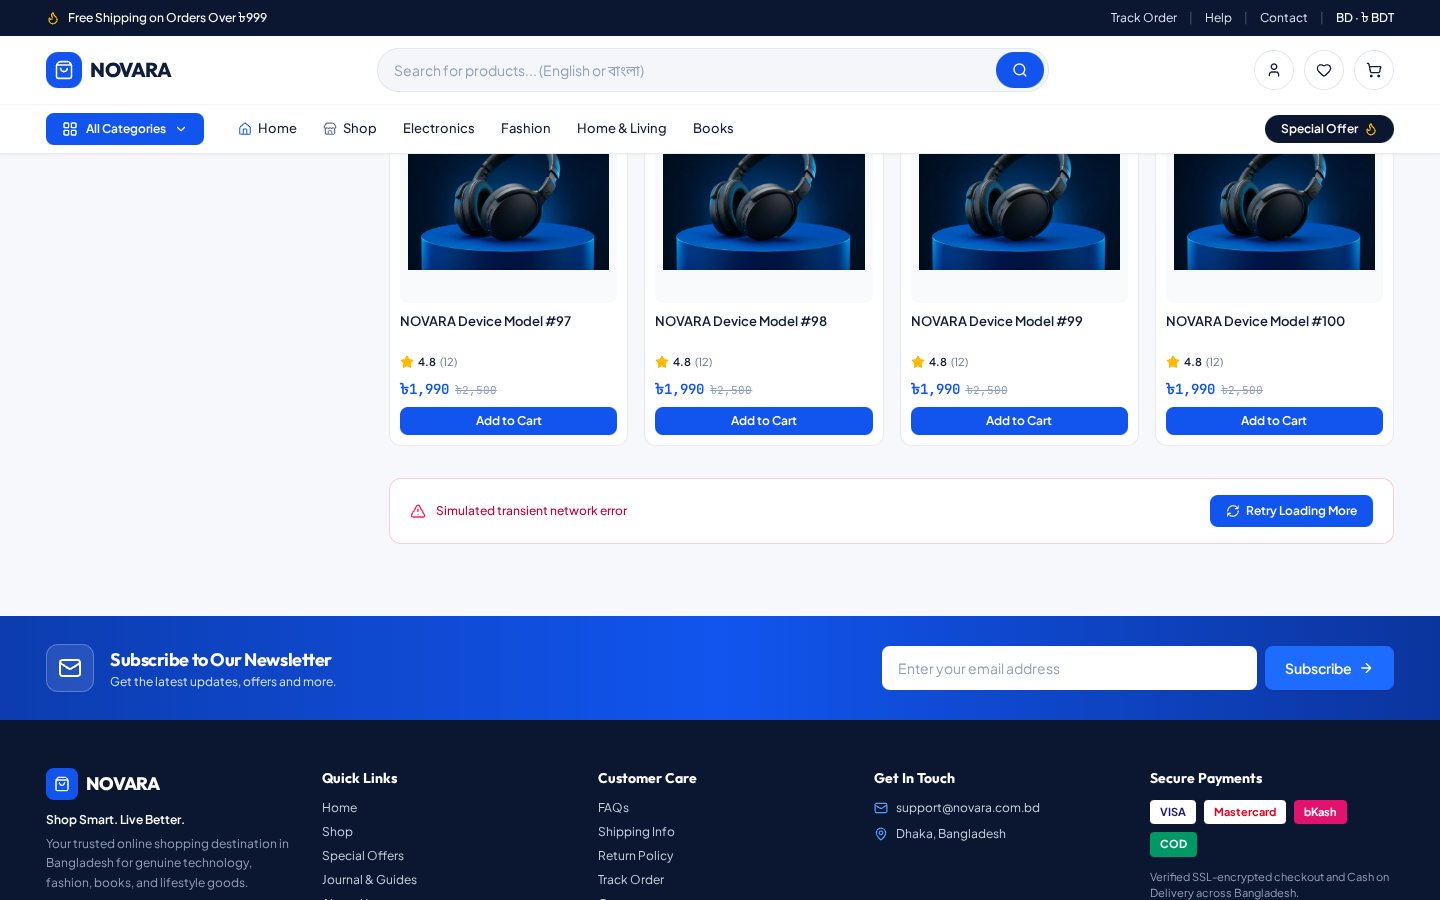 Free Shipping on Orders Over ৳999
Track Order | Help | Contact | BD · ৳ BDT
NOVARA
Search for products... (English or বাংলা)
All Categories
Home
Shop
Electronics
Fashion
Home & Living
Books
Special Offer
NOVARA Device Model #97
4.8 (12)
৳1,990 ৳2,500
Add to Cart
NOVARA Device Model #98
4.8 (12)
৳1,990 ৳2,500
Add to Cart
NOVARA Device Model #99
4.8 (12)
৳1,990 ৳2,500
Add to Cart
NOVARA Device Model #100
4.8 (12)
৳1,990 ৳2,500
Add to Cart
Simulated transient network error
Retry Loading More
Subscribe to Our Newsletter
Get the latest updates, offers and more.
Enter your email address
Subscribe
NOVARA
Shop Smart. Live Better.
Your trusted online shopping destination in
Bangladesh for genuine technology,
fashion, books, and lifestyle goods.
Quick Links
Home
Shop
Special Offers
Journal & Guides
Customer Care
FAQs
Shipping Info
Return Policy
Track Order
Get In Touch
support@novara.com.bd
Dhaka, Bangladesh
Secure Payments
VISA
Mastercard
bKash
COD
Verified SSL-encrypted checkout and Cash on
Delivery across Bangladesh.